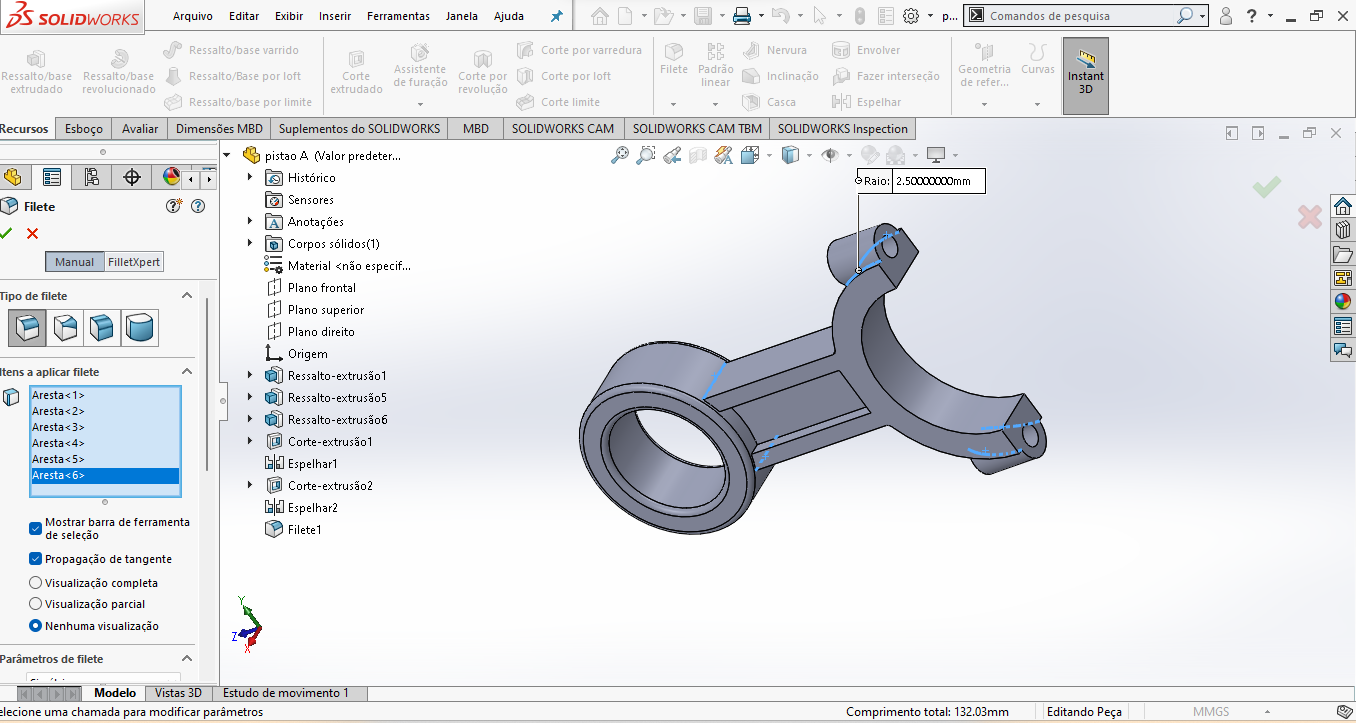 SOLIDWORKS
Arquivo Editar Exibir Inserir Ferramentas Janela Ajuda
p...
Comandos de pesquisa
Ressalto/base extrudado
Ressalto/base revolucionado
Ressalto/base varrido
Ressalto/Base por loft
Ressalto/base por limite
Corte extrudado
Assistente de furação
Corte por revolução
Corte por varredura
Corte por loft
Corte limite
Filete
Padrão linear
Nervura
Inclinação
Casca
Envolver
Fazer interseção
Espelhar
Geometria de refer...
Curvas
Instant 3D
Recursos Esboço Avaliar Dimensões MBD Suplementos do SOLIDWORKS MBD SOLIDWORKS CAM SOLIDWORKS CAM TBM SOLIDWORKS Inspection
Filete
Manual FilletXpert
Tipo de filete
Itens a aplicar filete
Aresta<1>
Aresta<2>
Aresta<3>
Aresta<4>
Aresta<5>
Aresta<6>
Mostrar barra de ferramenta
de seleção
Propagação de tangente
Visualização completa
Visualização parcial
Nenhuma visualização
Parâmetros de filete
pistao A (Valor predeter...
Histórico
Sensores
Anotações
Corpos sólidos(1)
Material <não especif...
Plano frontal
Plano superior
Plano direito
Origem
Ressalto-extrusão1
Ressalto-extrusão5
Ressalto-extrusão6
Corte-extrusão1
Espelhar1
Corte-extrusão2
Espelhar2
Filete1
Raio: 2.50000000mm
Y
Z
X
Modelo Vistas 3D Estudo de movimento 1
elecione uma chamada para modificar parâmetros
Comprimento total: 132.03mm Editando Peça MMGS